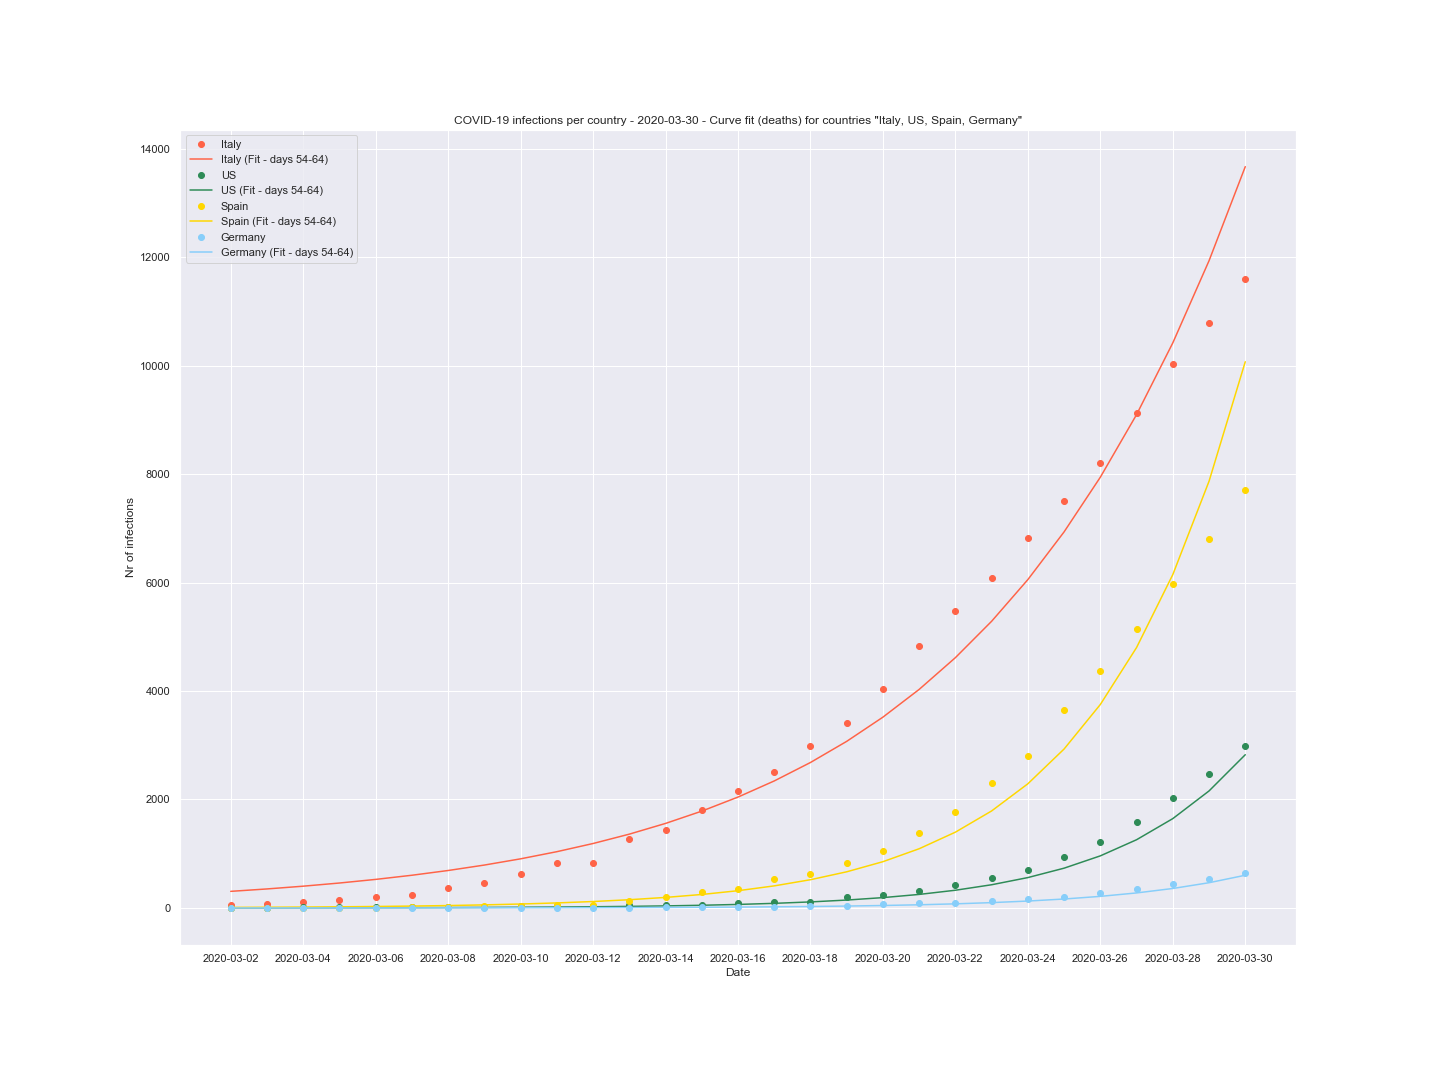 COVID-19 infections per country - 2020-03-30 - Curve fit (deaths) for countries "Italy, US, Spain, Germany"
Italy
Italy (Fit - days 54-64)
US
US (Fit - days 54-64)
Spain
Spain (Fit - days 54-64)
Germany
Germany (Fit - days 54-64)
14000
12000
10000
8000
6000
4000
2000
0
Nr of infections
2020-03-02 2020-03-04 2020-03-06 2020-03-08 2020-03-10 2020-03-12 2020-03-14 2020-03-16 2020-03-18 2020-03-20 2020-03-22 2020-03-24 2020-03-26 2020-03-28 2020-03-30
Date